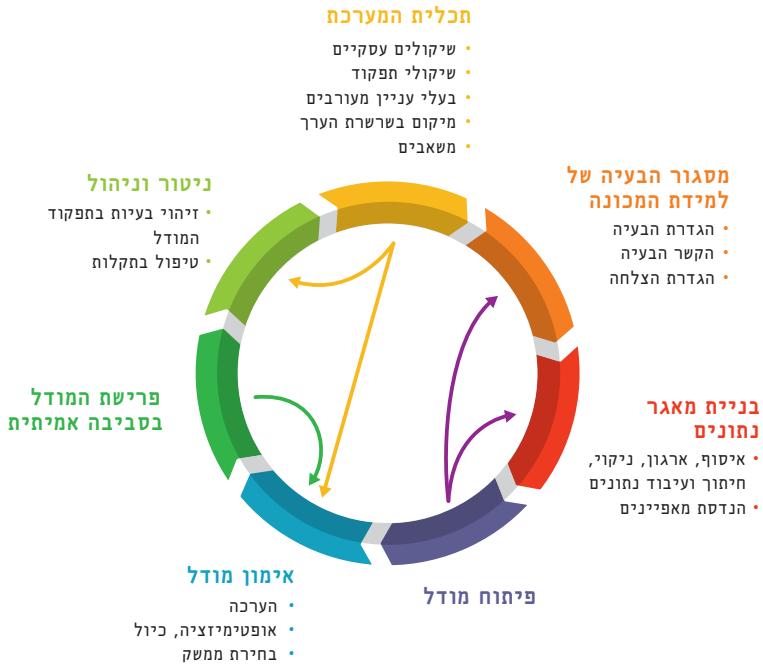 תכלית המערכת
• שיקולים עסקיים
• שיקולי תפקוד
• בעלי עניין מעורבים
• מיקום בשרשרת הערך
• משאבים
מסגור הבעיה של
למידת המכונה
• הגדרת הבעיה
• הקשר הבעיה
• הגדרת הצלחה
בניית מאגר
נתונים
• איסוף, ארגון, ניקוי,
חיתוך ועיבוד נתונים
• הנדסת מאפיינים
פיתוח מודל
אימון מודל
• הערכה
• אופטימיזציה, כיול
• בחירת ממשק
פרישת המודל
בסביבה אמיתית
ניטור וניהול
• זיהוי בעיות בתפקוד
המודל
• טיפול בתקלות